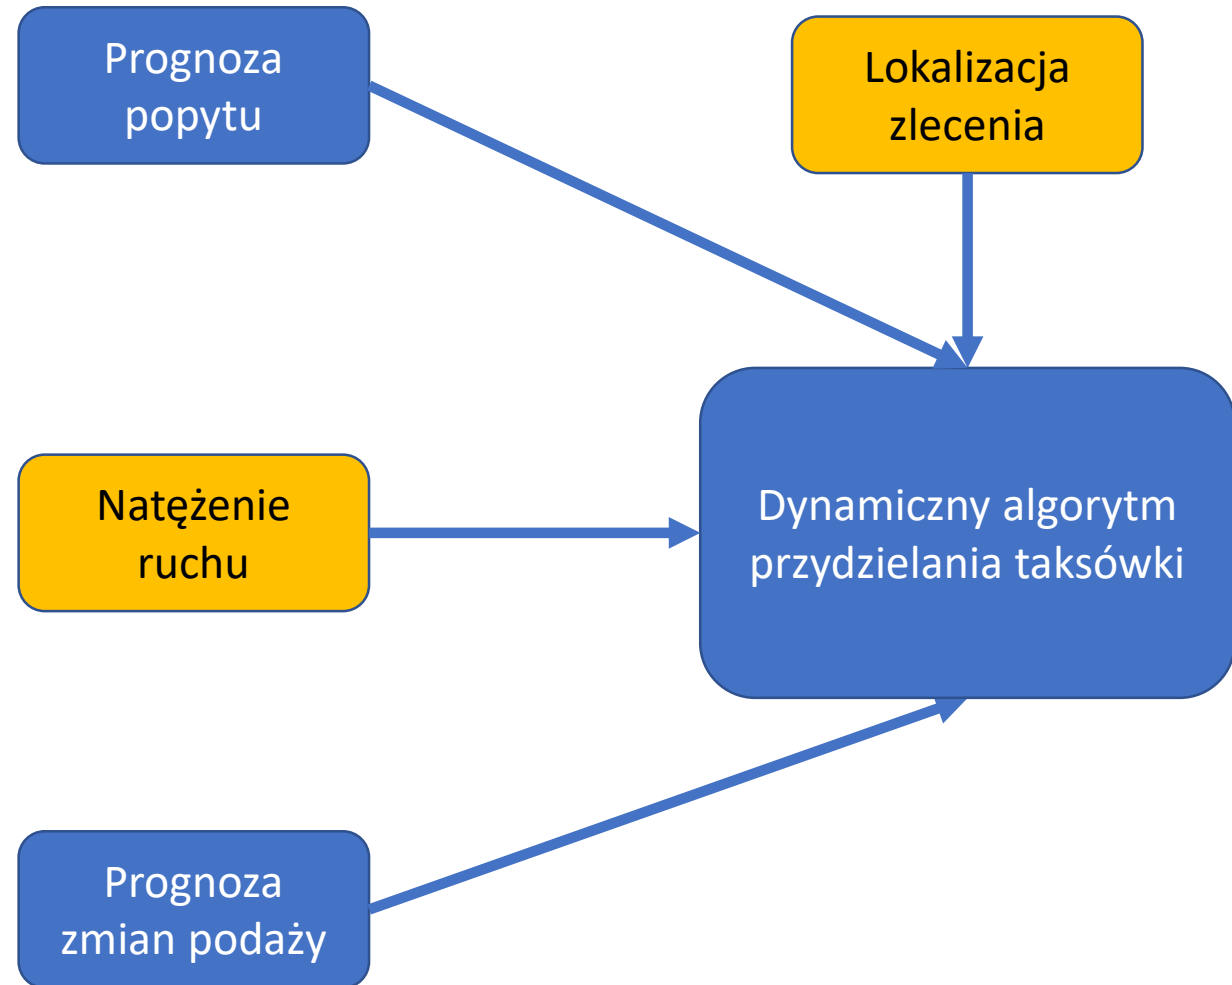 Prognoza
popytu
Lokalizacja
zlecenia
Natężenie
ruchu
Dynamiczny algorytm
przydzielania taksówki
Prognoza
zmian podaży